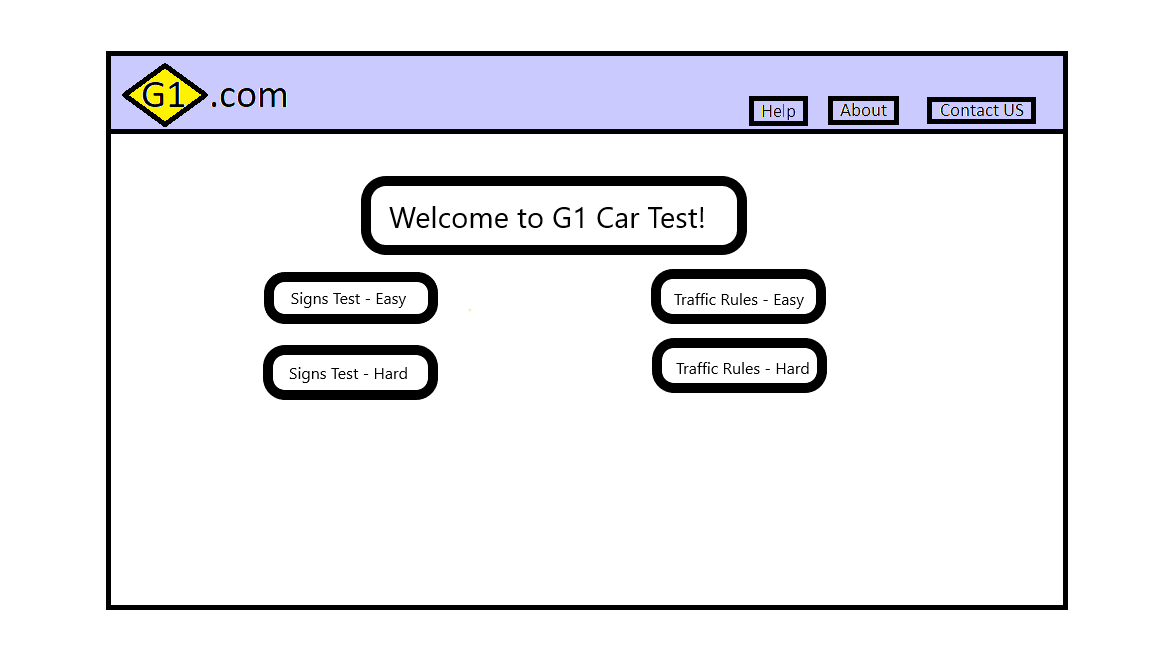 G1.com
Help
About
Contact US
Welcome to G1 Car Test!
Signs Test - Easy
Traffic Rules - Easy
Signs Test - Hard
Traffic Rules - Hard